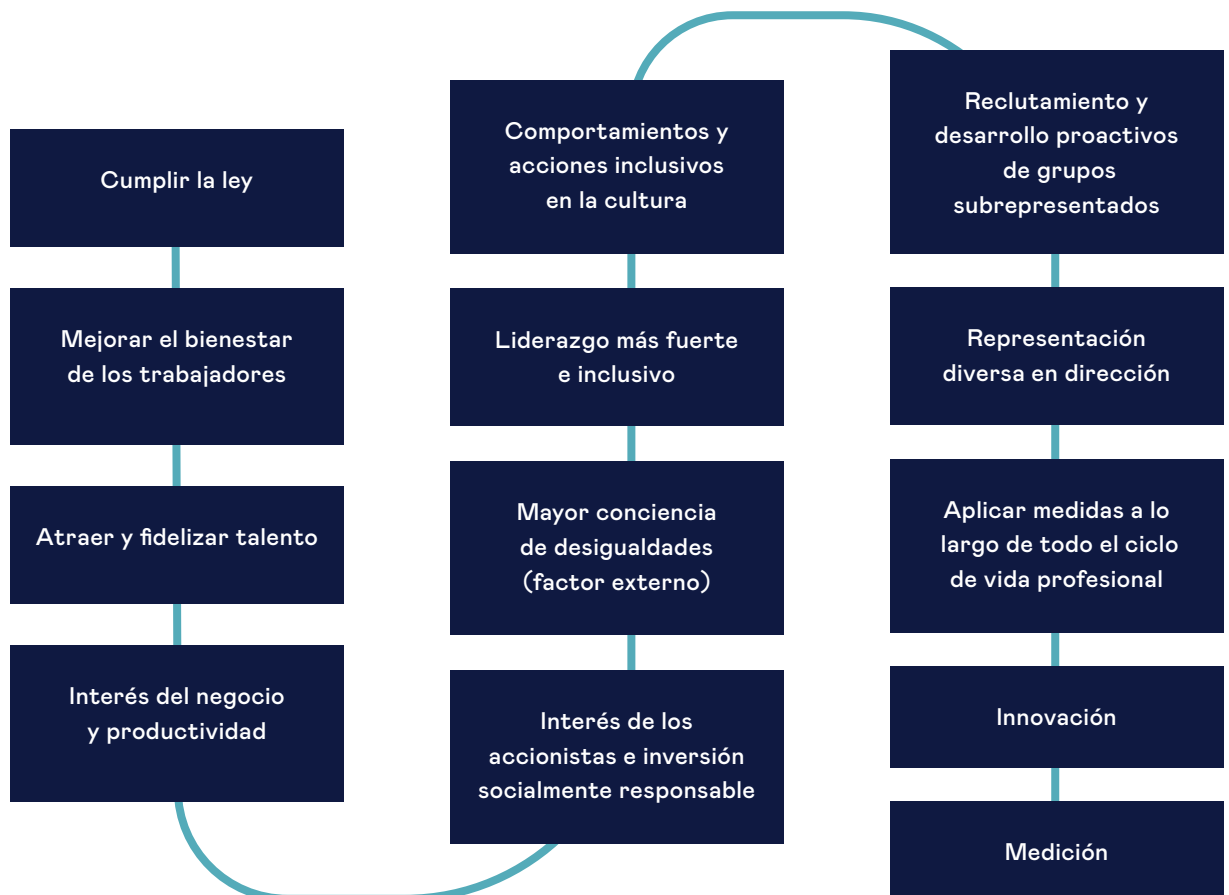 Cumplir la ley
Mejorar el bienestar
de los trabajadores
Atraer y fidelizar talento
Interés del negocio
y productividad
Comportamientos y
acciones inclusivos
en la cultura
Liderazgo más fuerte
e inclusivo
Mayor conciencia
de desigualdades
(factor externo)
Interés de los
accionistas e inversión
socialmente responsable
Reclutamiento y
desarrollo proactivos
de grupos
subrepresentados
Representación
diversa en dirección
Aplicar medidas a lo
largo de todo el ciclo
de vida profesional
Innovación
Medición